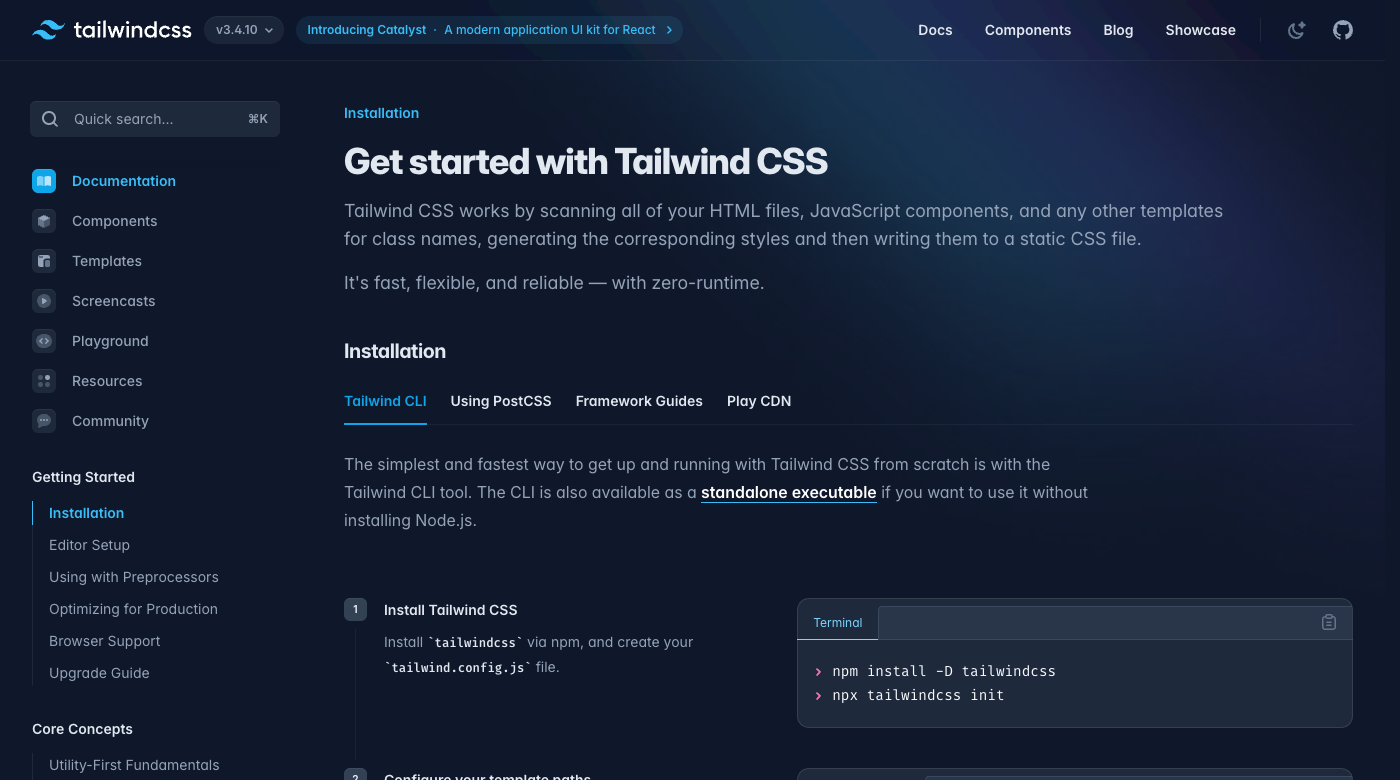 tailwindcss
v3.4.10
Introducing Catalyst · A modern application UI kit for React
Docs
Components
Blog
Showcase
Quick search...
⌘K
Documentation
Components
Templates
Screencasts
Playground
Resources
Community
Getting Started
Installation
Editor Setup
Using with Preprocessors
Optimizing for Production
Browser Support
Upgrade Guide
Core Concepts
Utility-First Fundamentals
Installation
Get started with Tailwind CSS
Tailwind CSS works by scanning all of your HTML files, JavaScript components, and any other templates
for class names, generating the corresponding styles and then writing them to a static CSS file.
It's fast, flexible, and reliable — with zero-runtime.
Installation
Tailwind CLI
Using PostCSS
Framework Guides
Play CDN
The simplest and fastest way to get up and running with Tailwind CSS from scratch is with the
Tailwind CLI tool. The CLI is also available as a standalone executable if you want to use it without
installing Node.js.
1
Install Tailwind CSS
Install `tailwindcss` via npm, and create your
`tailwind.config.js` file.
Terminal
› npm install -D tailwindcss
› npx tailwindcss init
2
Configure your template paths